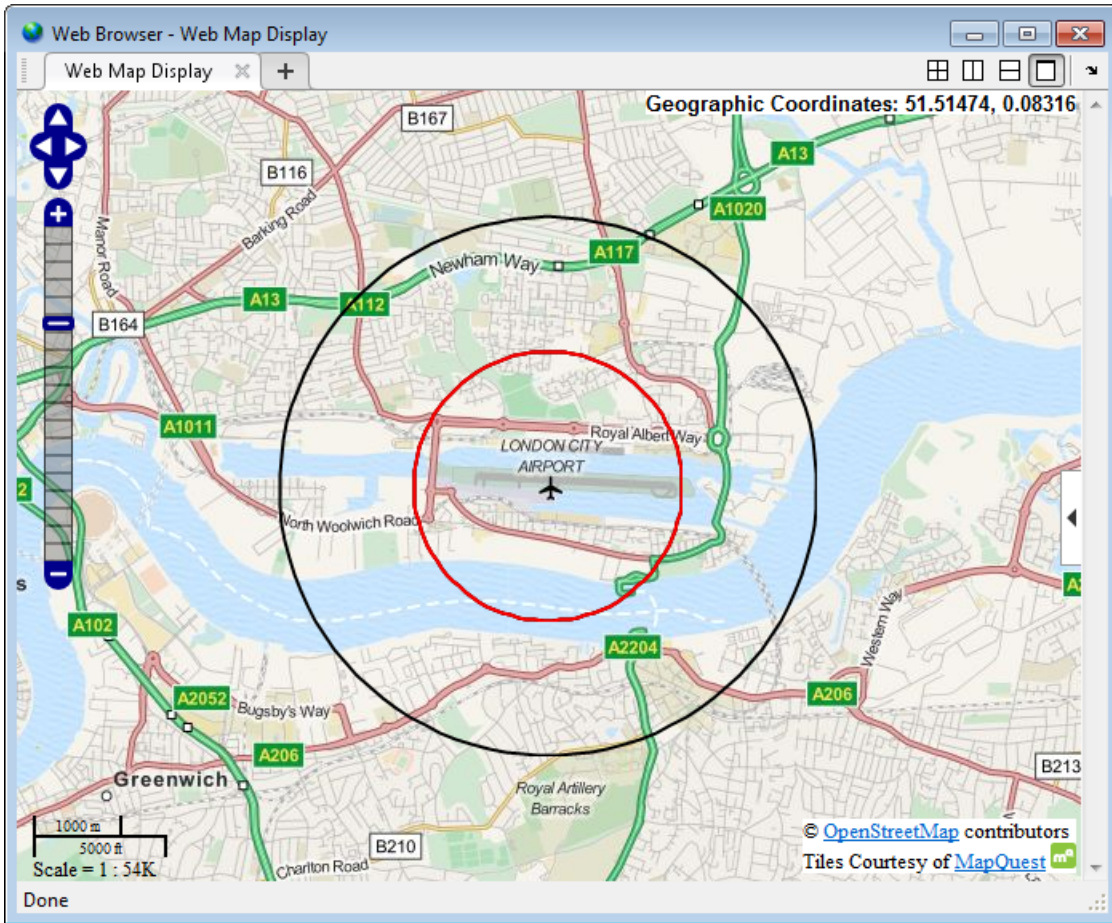 Web Browser - Web Map Display
Web Map Display
Geographic Coordinates: 51.51474, 0.08316
B167
A13
B116
Barking Road
A1020
Manor Road
A117
Newham Way
A13
A112
B164
A1011
Royal Albert Way
LONDON CITY
AIRPORT
2
North Woolwich Road
s
A102
A2204
Western Way
A2052
A206
Bugsby's Way
A206
B213
Greenwich
Royal Artillery
Barracks
1000 m
5000 ft
Scale = 1 : 54K
B210
Charlton Road
© OpenStreetMap contributors
Tiles Courtesy of MapQuest
Done